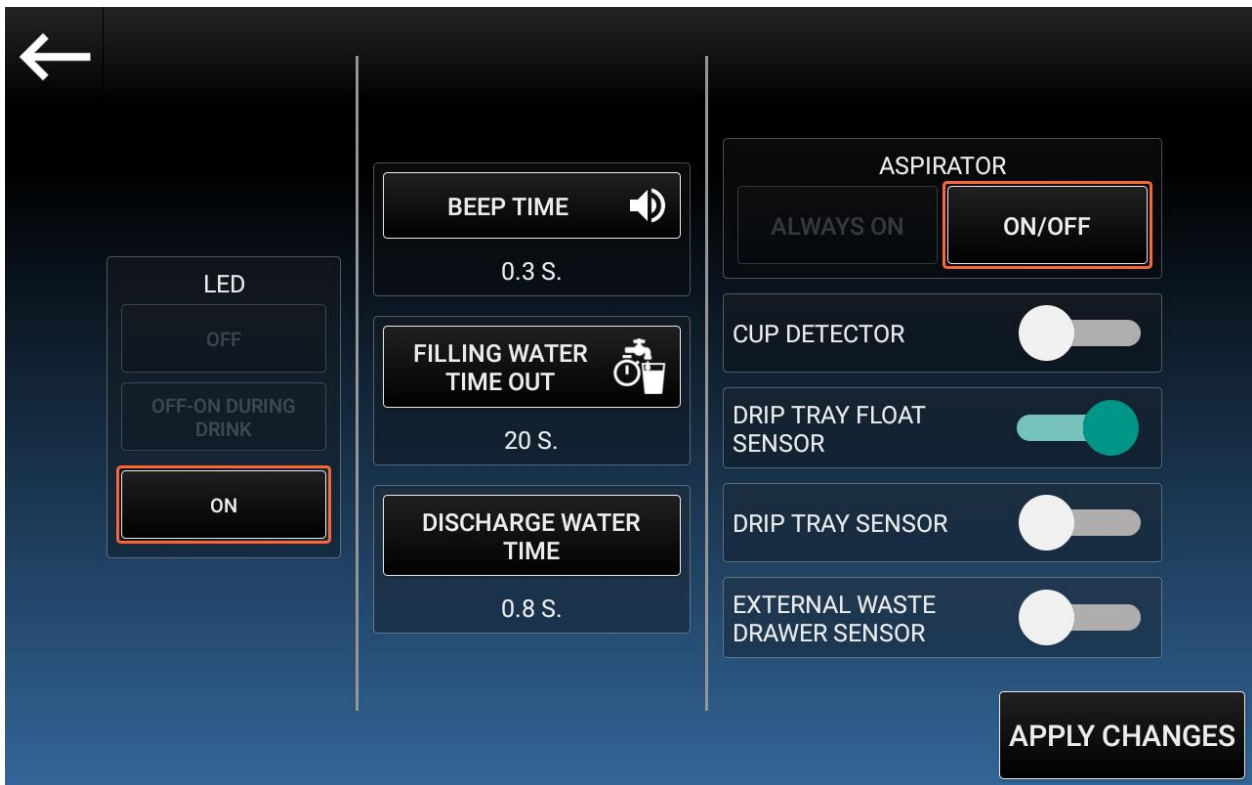 LED
OFF
OFF-ON DURING
DRINK
ON
BEEP TIME
0.3 S.
FILLING WATER
TIME OUT
20 S.
DISCHARGE WATER
TIME
0.8 S.
ASPIRATOR
ALWAYS ON
ON/OFF
CUP DETECTOR
DRIP TRAY FLOAT
SENSOR
DRIP TRAY SENSOR
EXTERNAL WASTE
DRAWER SENSOR
APPLY CHANGES